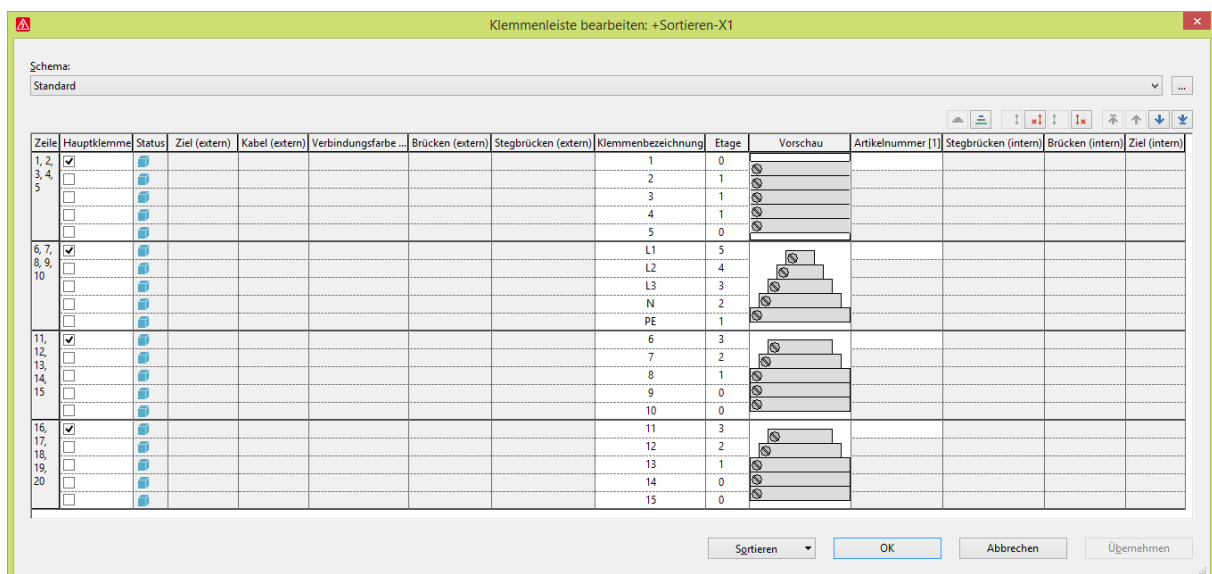 Klemmenleiste bearbeiten: +Sortieren-X1
Schema:
Standard
...
Zeile Hauptklemme Status Ziel (extern) Kabel (extern) Verbindungsfarbe ... Brücken (extern) Stegbrücken (extern) Klemmenbezeichnung Etage Vorschau Artikelnummer [1] Stegbrücken (intern) Brücken (intern) Ziel (intern)
1, 2, 3, 4, 5
1 0
2 1
3 1
4 1
5 0
6, 7, 8, 9, 10
L1 5
L2 4
L3 3
N 2
PE 1
11, 12, 13, 14, 15
6 3
7 2
8 1
9 0
10 0
16, 17, 18, 19, 20
11 3
12 2
13 1
14 0
15 0
Sortieren OK Abbrechen Übernehmen